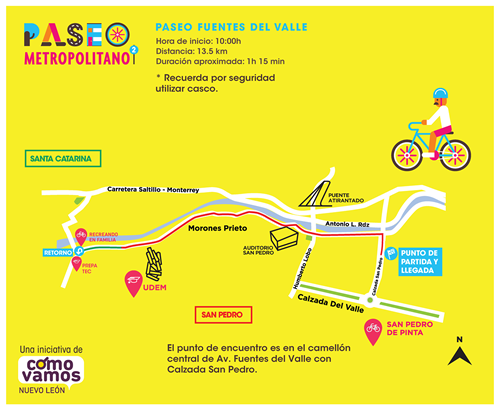 PASEO
METROPOLITANO
2
PASEO FUENTES DEL VALLE
Hora de inicio: 10:00h
Distancia: 13.5 km
Duración aproximada: 1h 15 min
* Recuerda por seguridad
utilizar casco.
SANTA CATARINA
Carretera Saltillo - Monterrey
PUENTE
ATIRANTADO
RECREANDO
EN FAMILIA
Morones Prieto
Antonio L. Rdz
RETORNO
AUDITORIO
SAN PEDRO
PUNTO DE
PARTIDA Y
LLEGADA
PREPA
TEC
UDEM
Humberto Lobo
Calzada San Pedro
Calzada Del Valle
SAN PEDRO
SAN PEDRO
DE PINTA
N
Una iniciativa de
cómo
vamos
NUEVO LEÓN
El punto de encuentro es en el camellón
central de Av. Fuentes del Valle con
Calzada San Pedro.